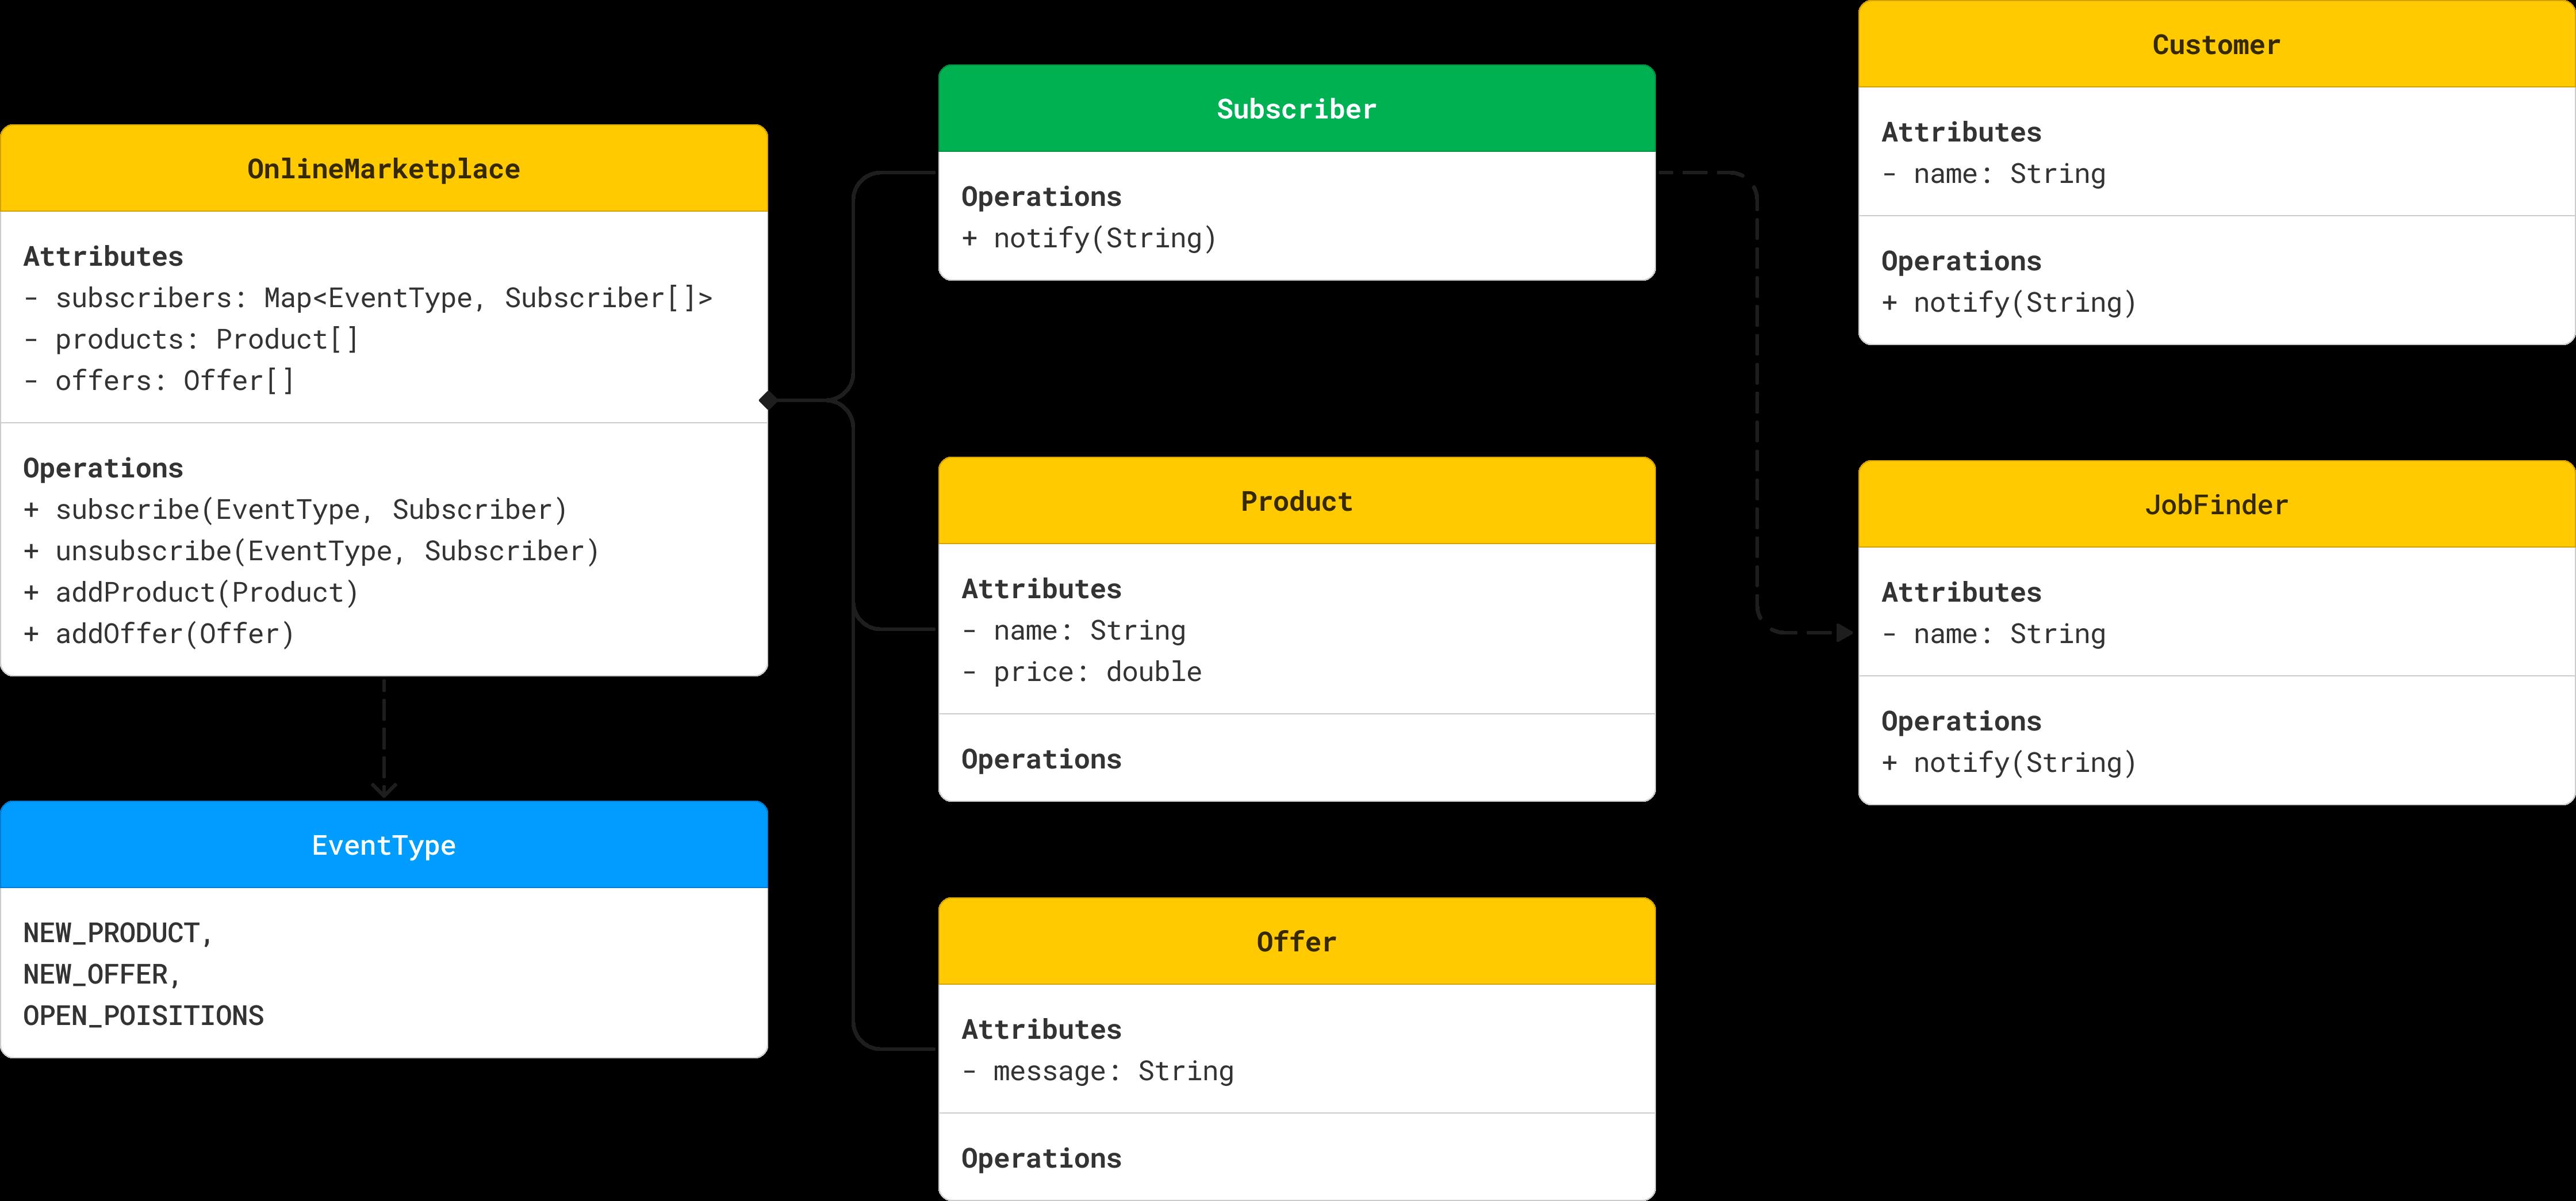 OnlineMarketplace
Attributes
- subscribers: Map<EventType, Subscriber[]>
- products: Product[]
- offers: Offer[]
Operations
+ subscribe(EventType, Subscriber)
+ unsubscribe(EventType, Subscriber)
+ addProduct(Product)
+ addOffer(Offer)
EventType
NEW_PRODUCT,
NEW_OFFER,
OPEN_POISITIONS
Subscriber
Operations
+ notify(String)
Product
Attributes
- name: String
- price: double
Operations
Offer
Attributes
- message: String
Operations
Customer
Attributes
- name: String
Operations
+ notify(String)
JobFinder
Attributes
- name: String
Operations
+ notify(String)